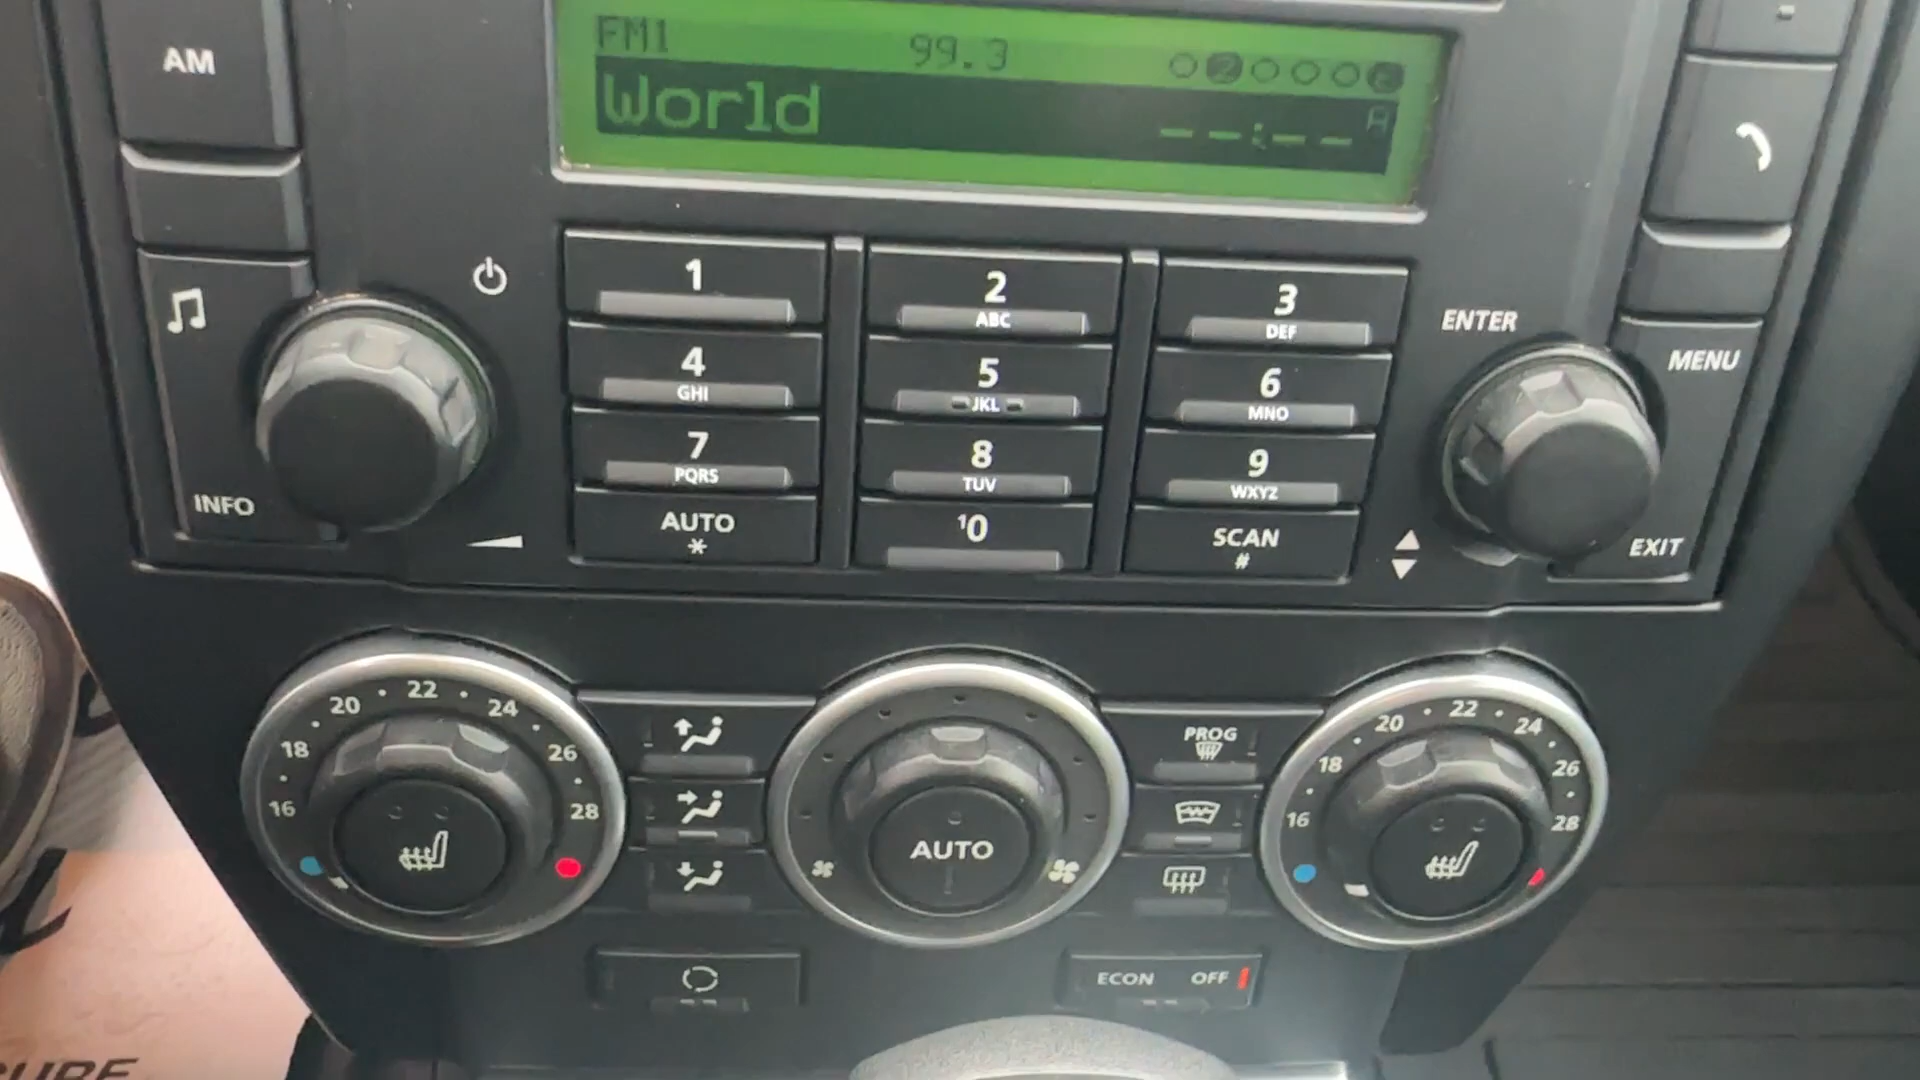 FM1 99.3
World --:--
AM
INFO
1
2
ABC
3
DEF
4
GHI
5
JKL
6
MNO
7
PQRS
8
TUV
9
WXYZ
AUTO
*
10
SCAN
#
ENTER
MENU
EXIT
16 18 20 22 24 26 28
AUTO
PROG
16 18 20 22 24 26 28
ECON OFF